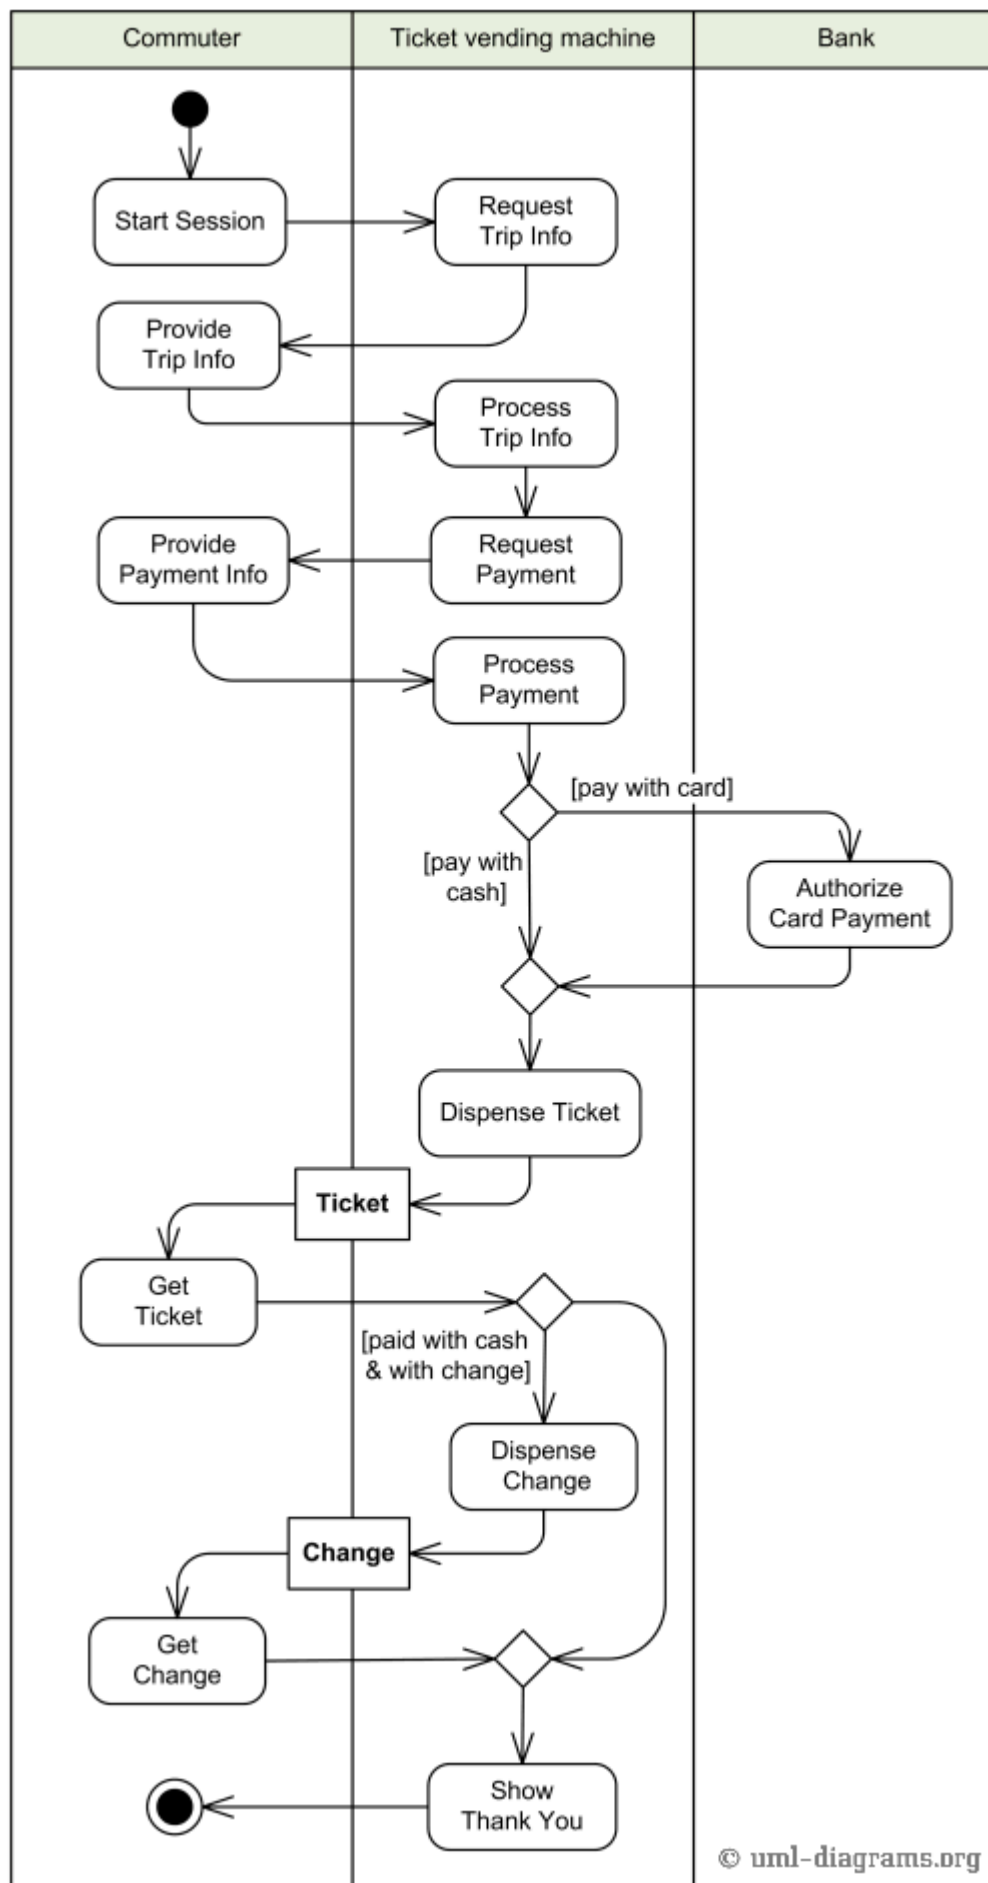 Commuter
Ticket vending machine
Bank
Start Session
Request
Trip Info
Provide
Trip Info
Process
Trip Info
Provide
Payment Info
Request
Payment
Process
Payment
[pay with card]
[pay with
cash]
Authorize
Card Payment
Dispense Ticket
Ticket
Get
Ticket
[paid with cash
& with change]
Dispense
Change
Change
Get
Change
Show
Thank You
© uml-diagrams.org